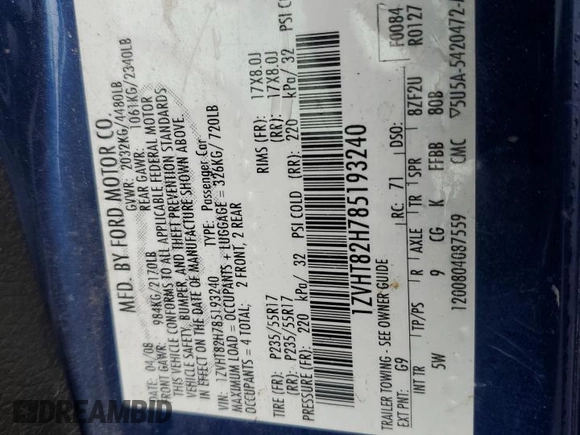 MFD. BY FORD MOTOR CO.
04/08 GVWR: 2032KG/4480LB
FRONT GAWR: 984KG/2170LB REAR GAWR: 1061KG/2340LB
THIS VEHICLE CONFORMS TO ALL APPLICABLE FEDERAL MOTOR
VEHICLE SAFETY, BUMPER, AND THEFT PREVENTION STANDARDS
IN EFFECT ON THE DATE OF MANUFACTURE SHOWN ABOVE.
VIN: 1ZVHT82H785193240 TYPE: Passenger Car
MAXIMUM LOAD = OCCUPANTS + LUGGAGE = 326KG/ 720LB
OCCUPANTS = 4 TOTAL; 2 FRONT, 2 REAR
TIRE (FR): P235/55R17 RIMS (FR): 17X8.0J
TIRE (RR): P235/55R17 (RR): 17X8.0J
PRESSURE (FR): 220 kPa/ 32 PSI COLD (RR): 220 kPa/ 32 PSI COLD
1ZVHT82H785193240
F0084
R0127
TRAILER TOWING - SEE OWNER GUIDE
EXT PNT: G9 RC: 71 DSO:
INT TR TP/PS R AXLE TR SPR 8ZF2U
5W 9 CG K FFBB 80B
1200804087559 CMC ▽5U5A-5420472-
DREAMBID